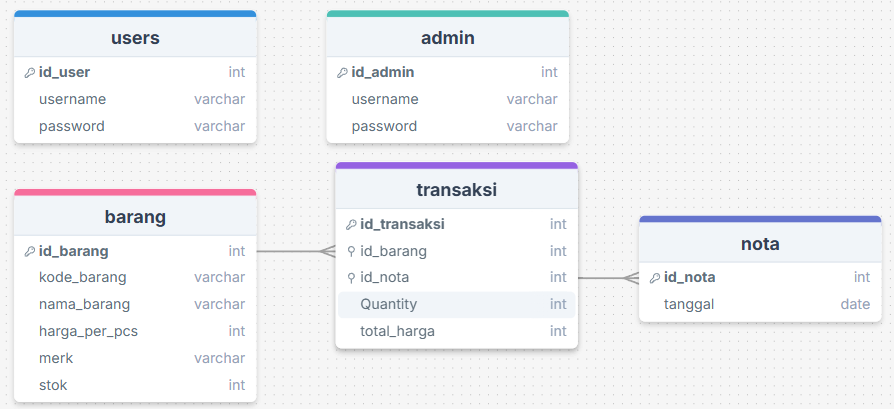 users
id_user int
username varchar
password varchar
admin
id_admin int
username varchar
password varchar
barang
id_barang int
kode_barang varchar
nama_barang varchar
harga_per_pcs int
merk varchar
stok int
transaksi
id_transaksi int
id_barang int
id_nota int
Quantity int
total_harga int
nota
id_nota int
tanggal date